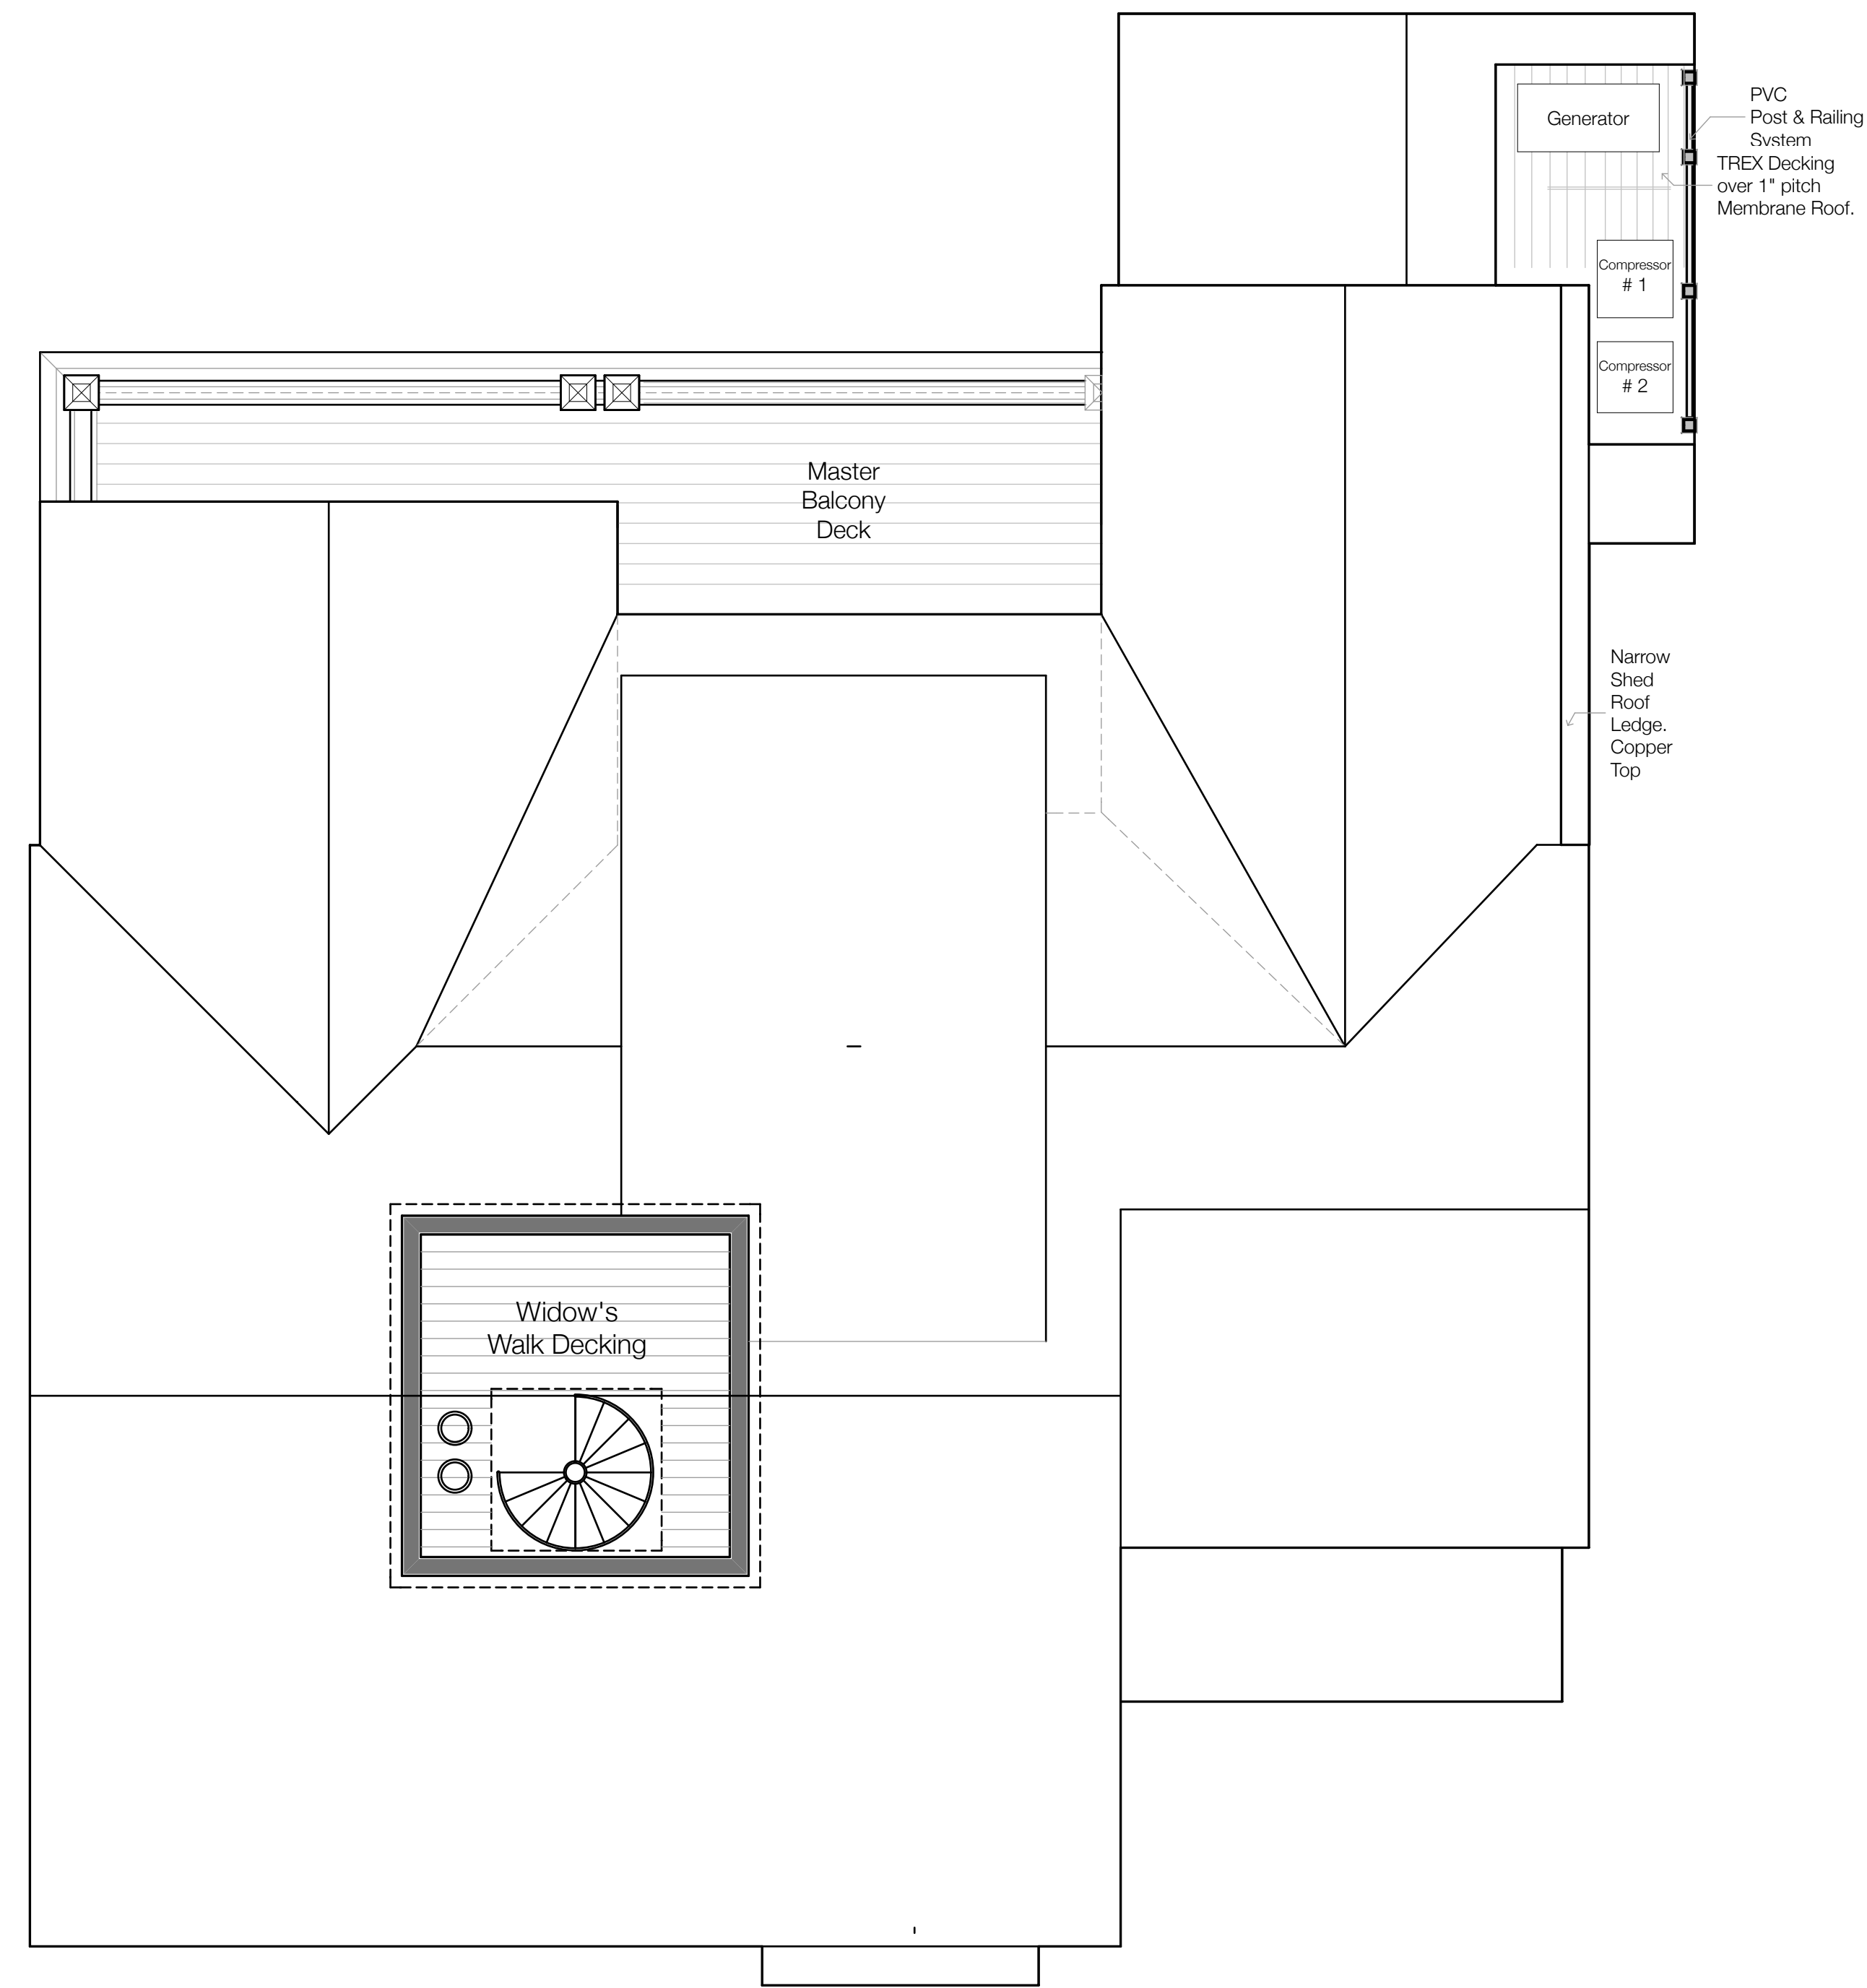 Generator
PVC
Post & Railing
System
TREX Decking
over 1" pitch
Membrane Roof.
Compressor
# 1
Compressor
# 2
Master
Balcony
Deck
Narrow
Shed
Roof
Ledge.
Copper
Top
Widow's
Walk Decking